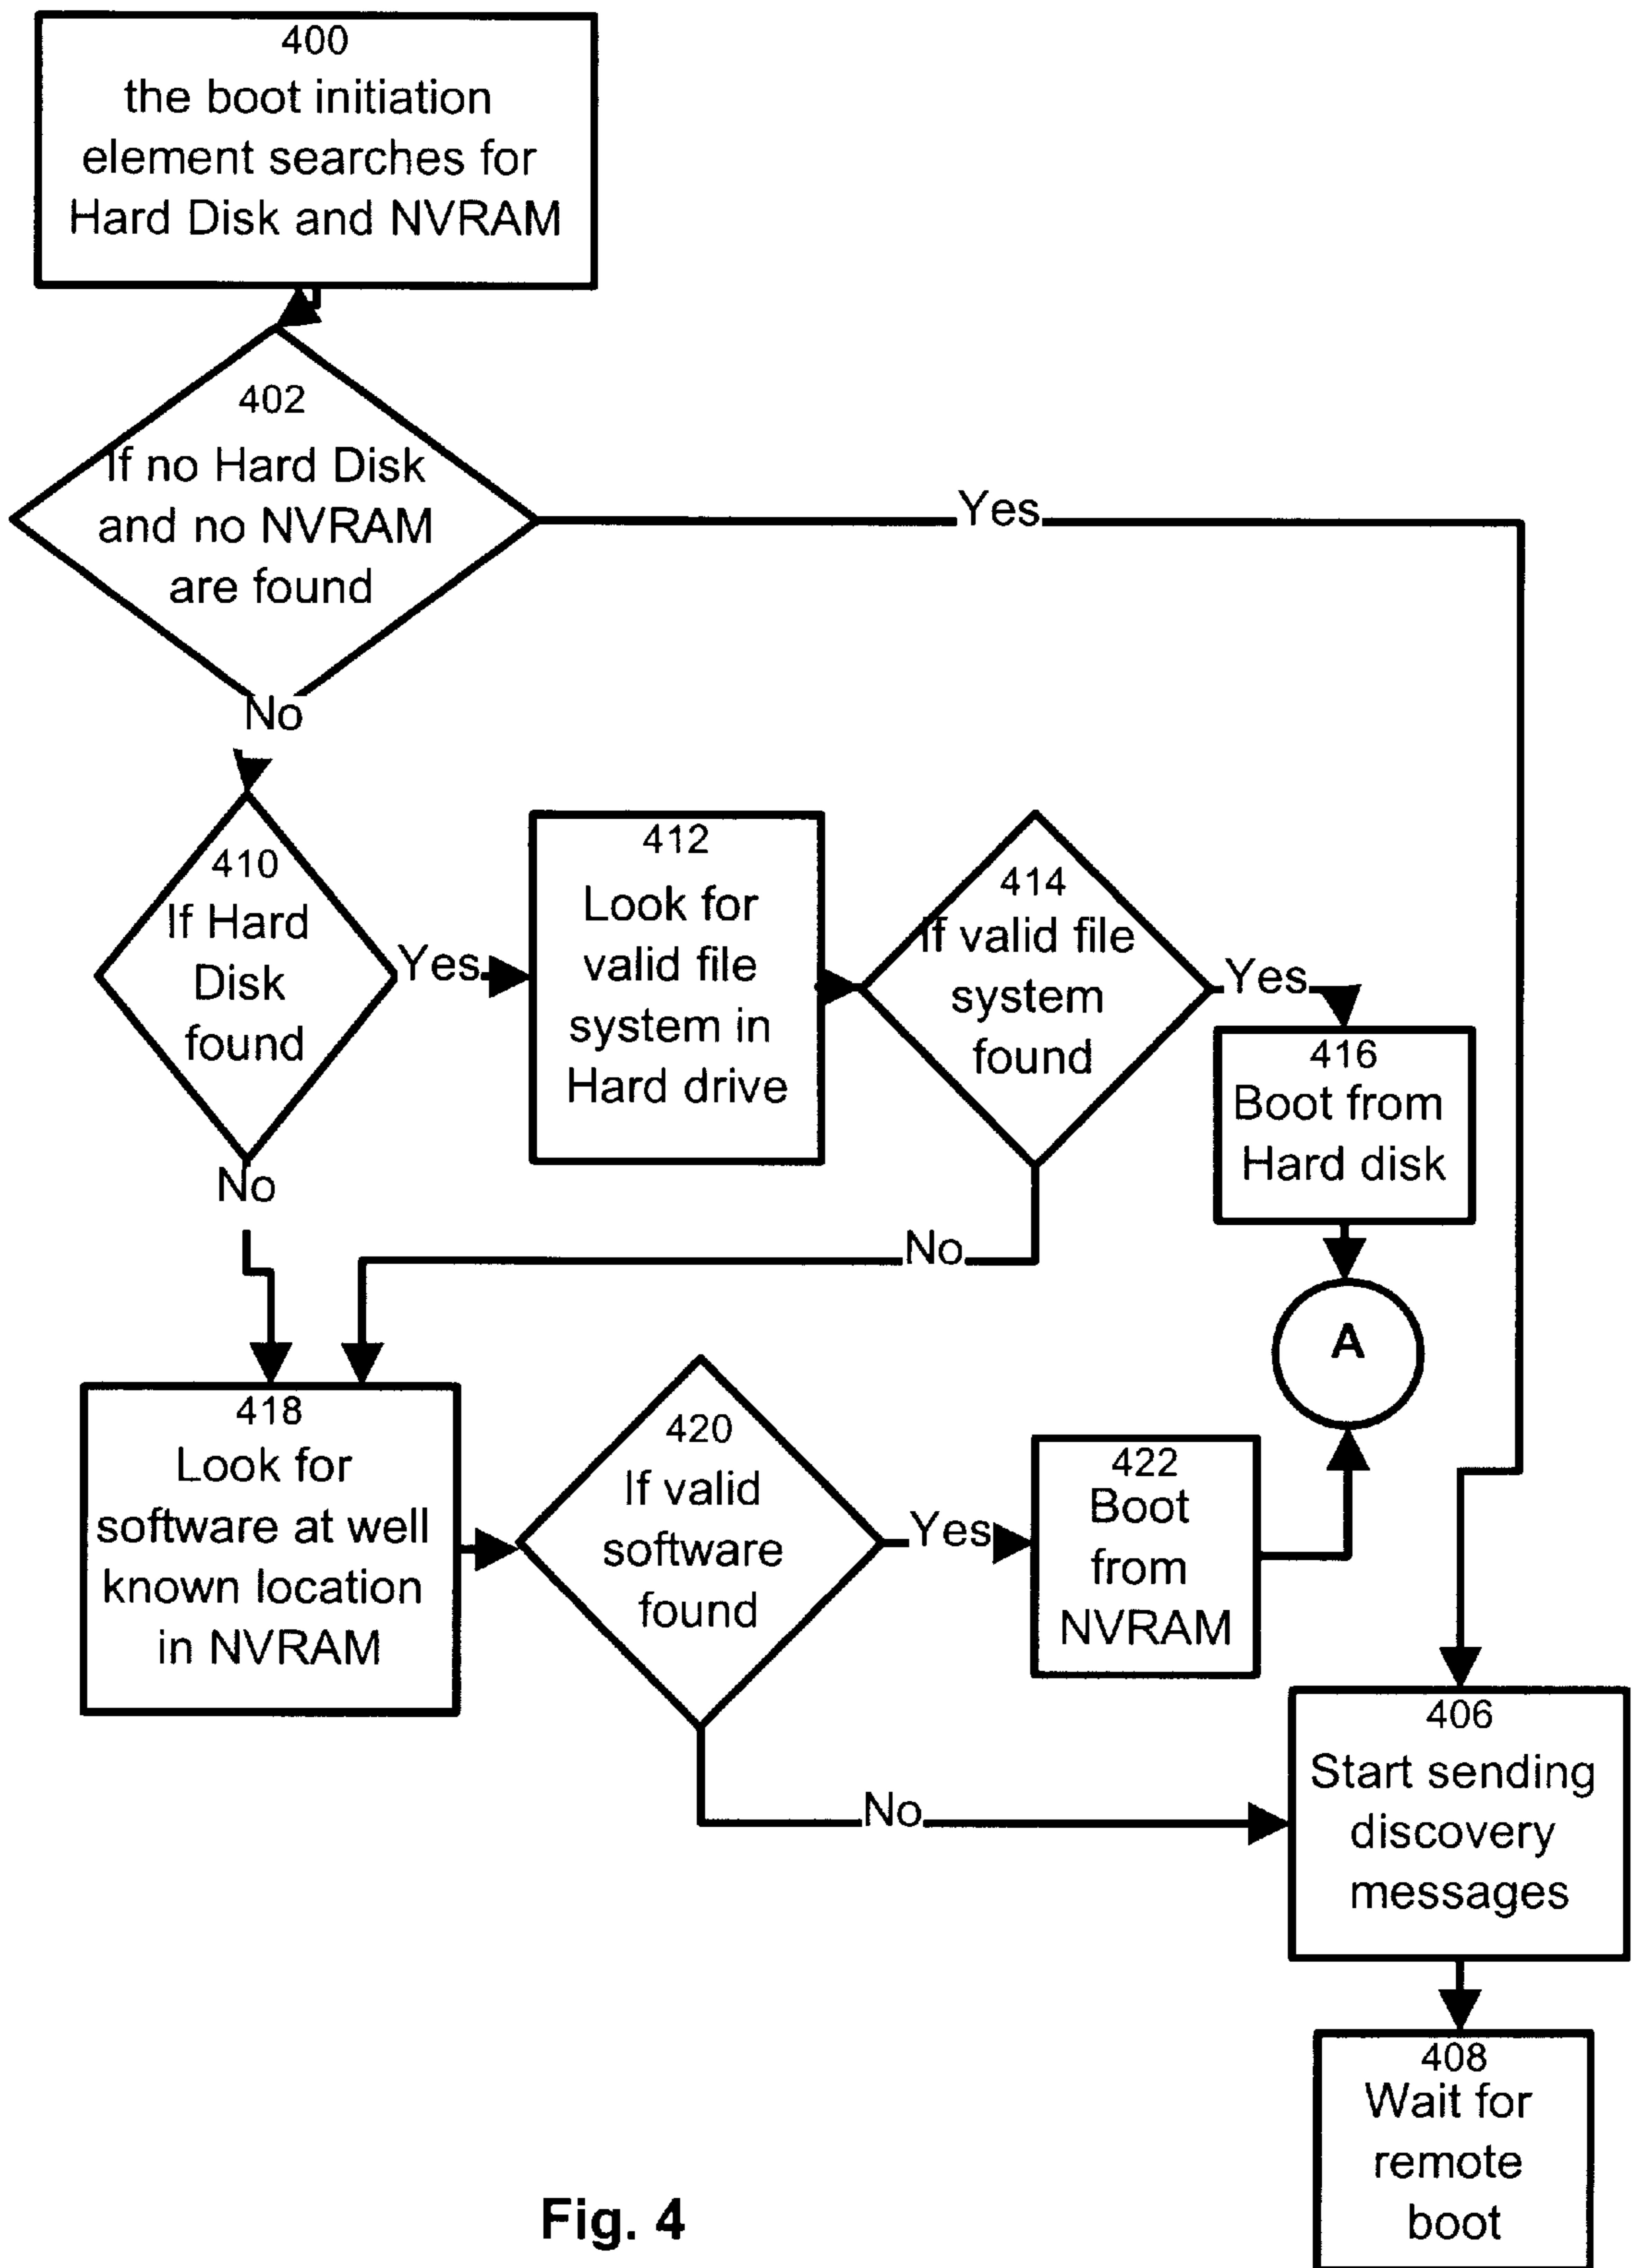 400
the boot initiation
element searches for
Hard Disk and NVRAM
402
If no Hard Disk
and no NVRAM
are found
Yes
No
410
If Hard
Disk
found
Yes
No
412
Look for
valid file
system in
Hard drive
414
If valid file
system
found
Yes
No
416
Boot from
Hard disk
A
418
Look for
software at well
known location
in NVRAM
420
If valid
software
found
Yes
No
422
Boot
from
NVRAM
406
Start sending
discovery
messages
408
Wait for
remote
boot
Fig. 4